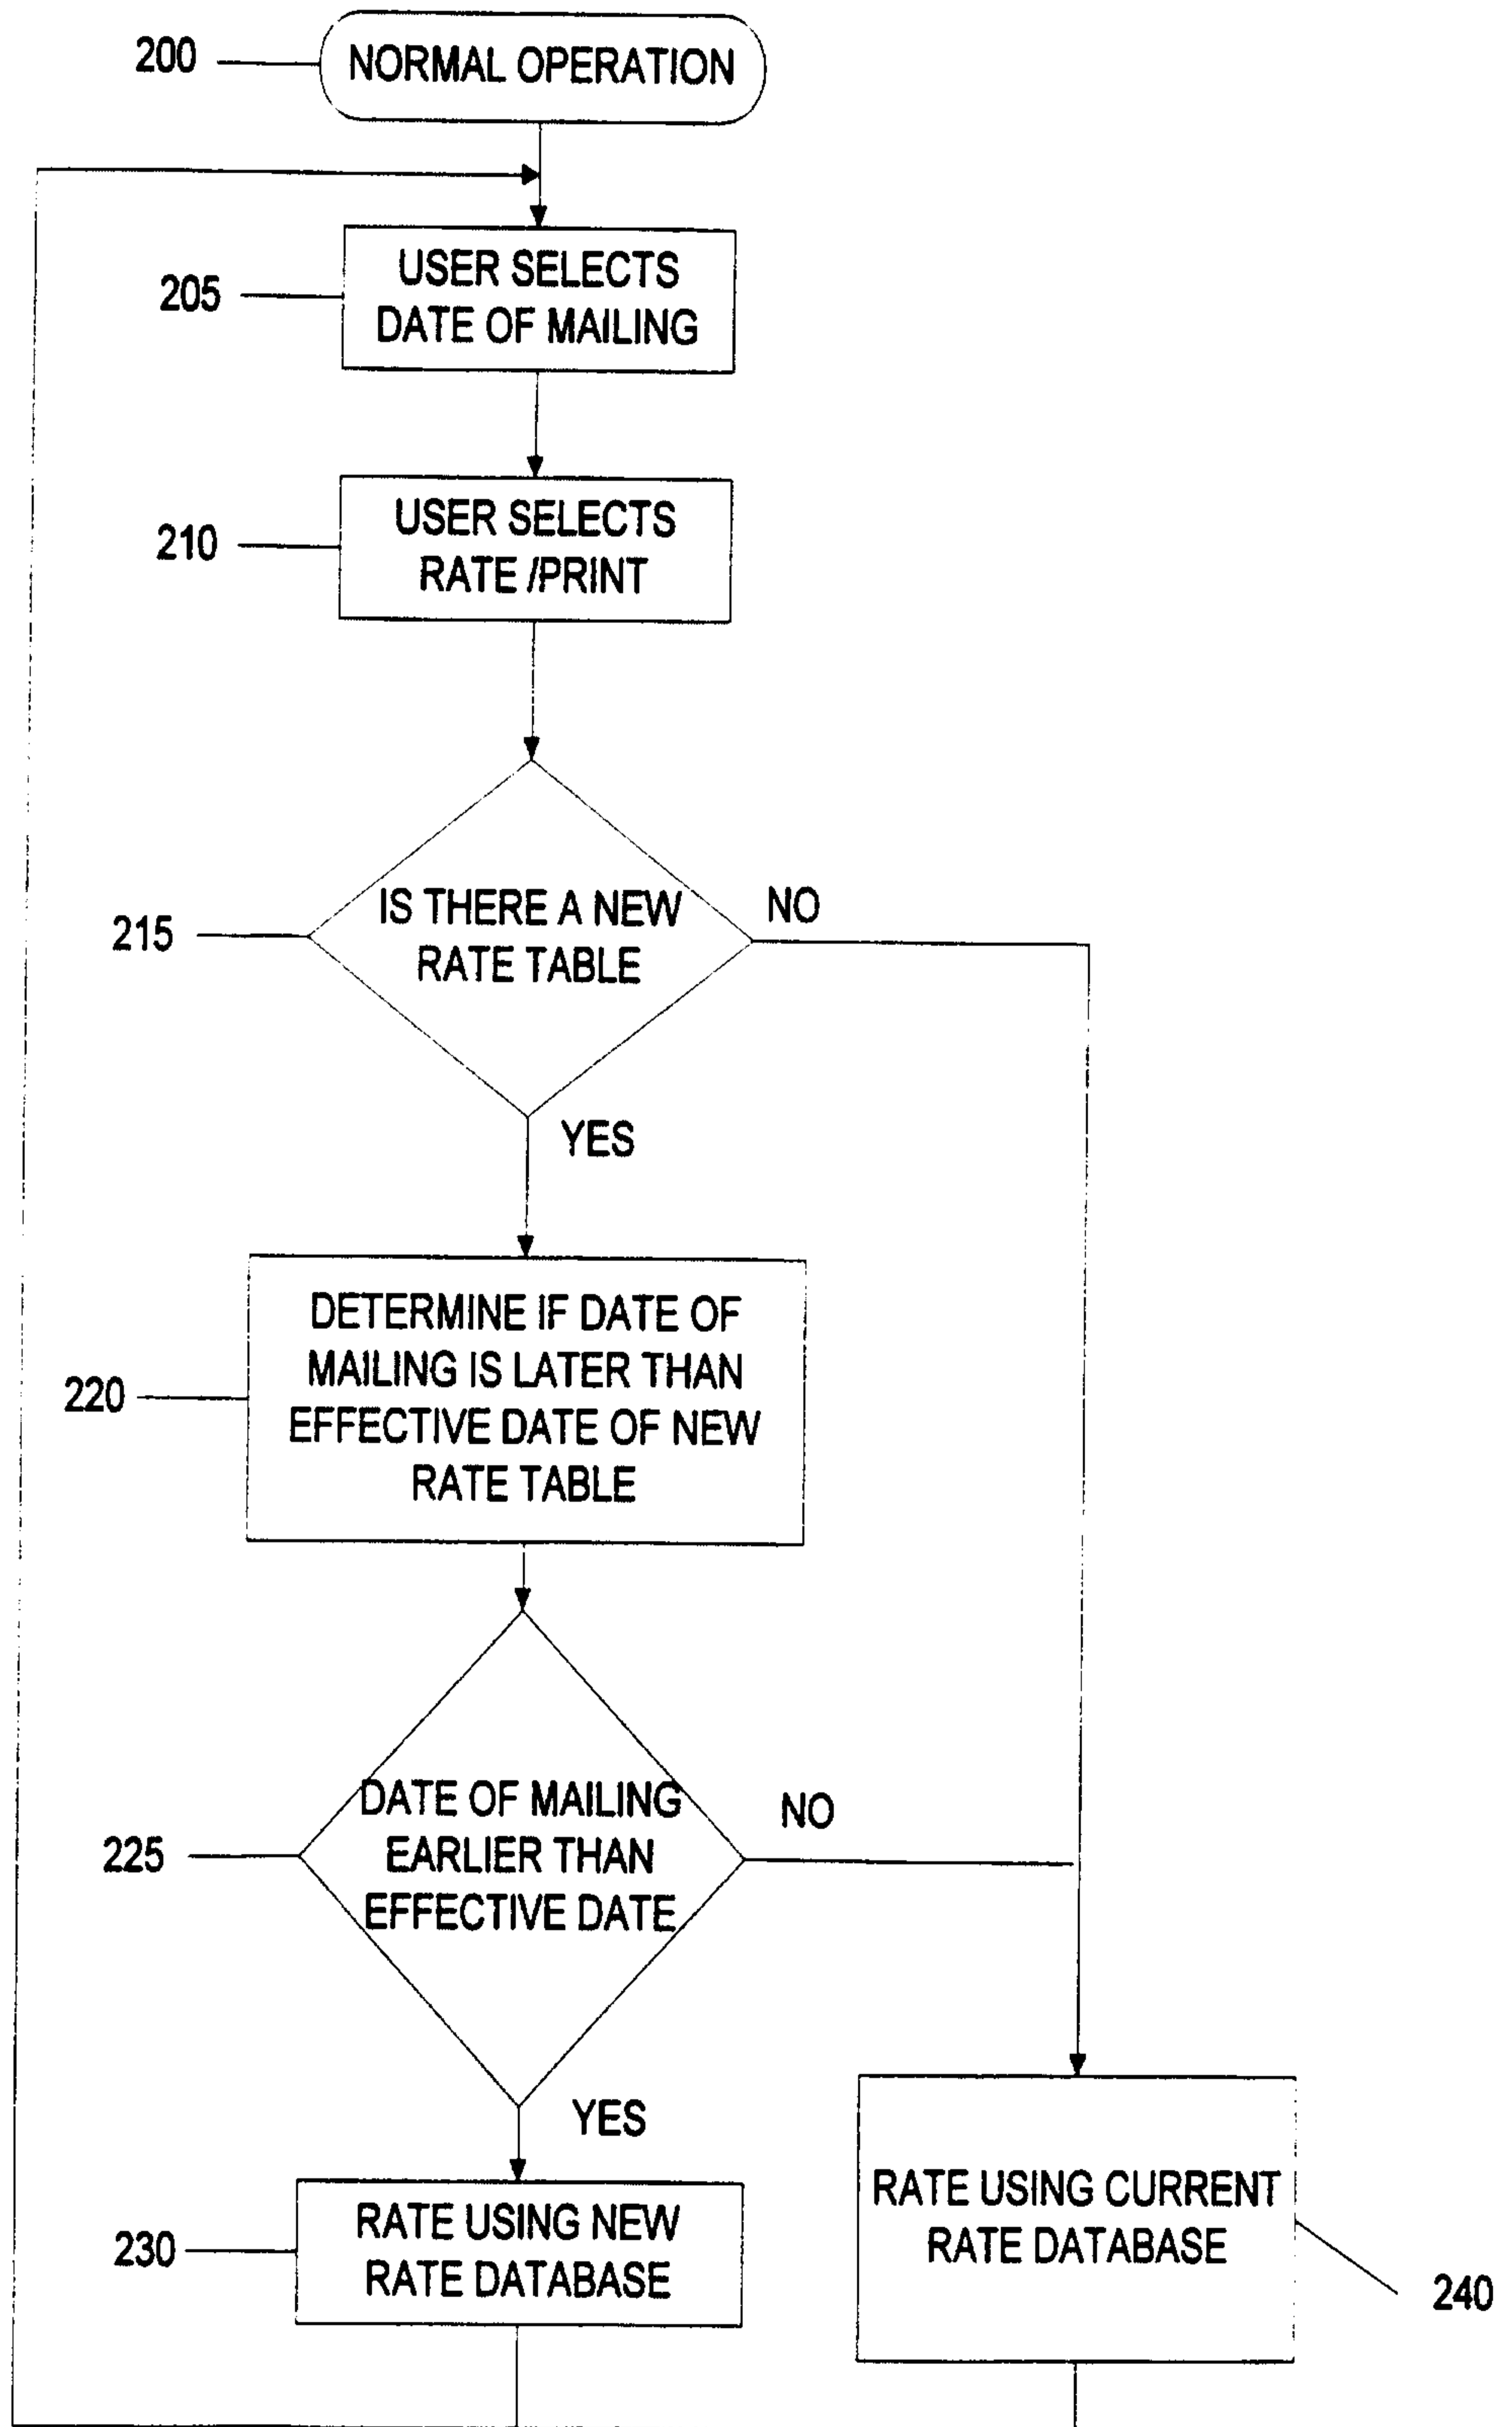 200
NORMAL OPERATION
205
USER SELECTS
DATE OF MAILING
210
USER SELECTS
RATE /PRINT
215
IS THERE A NEW
RATE TABLE
NO
YES
220
DETERMINE IF DATE OF
MAILING IS LATER THAN
EFFECTIVE DATE OF NEW
RATE TABLE
225
DATE OF MAILING
EARLIER THAN
EFFECTIVE DATE
NO
YES
230
RATE USING NEW
RATE DATABASE
RATE USING CURRENT
RATE DATABASE
240